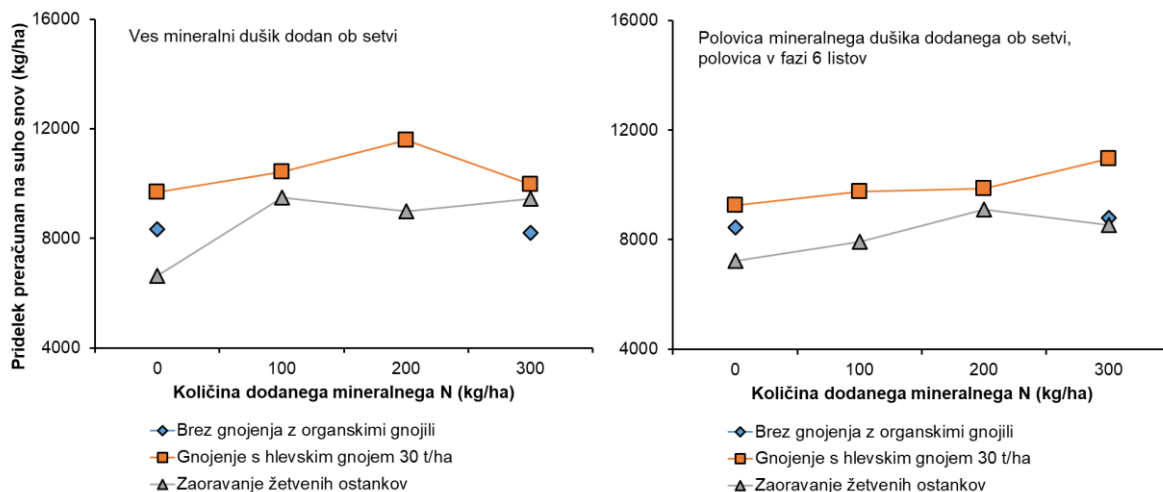 Pridelek preračunan na suho snov (kg/ha)
16000
12000
8000
4000
Ves mineralni dušik dodan ob setvi
0 100 200 300
Količina dodanega mineralnega N (kg/ha)
Brez gnojenja z organskimi gnojili
Gnojenje s hlevskim gnojem 30 t/ha
Zaoravanje žetvenih ostankov
16000
12000
8000
4000
Polovica mineralnega dušika dodanega ob setvi,
polovica v fazi 6 listov
0 100 200 300
Količina dodanega mineralnega N (kg/ha)
Brez gnojenja z organskimi gnojili
Gnojenje s hlevskim gnojem 30 t/ha
Zaoravanje žetvenih ostankov